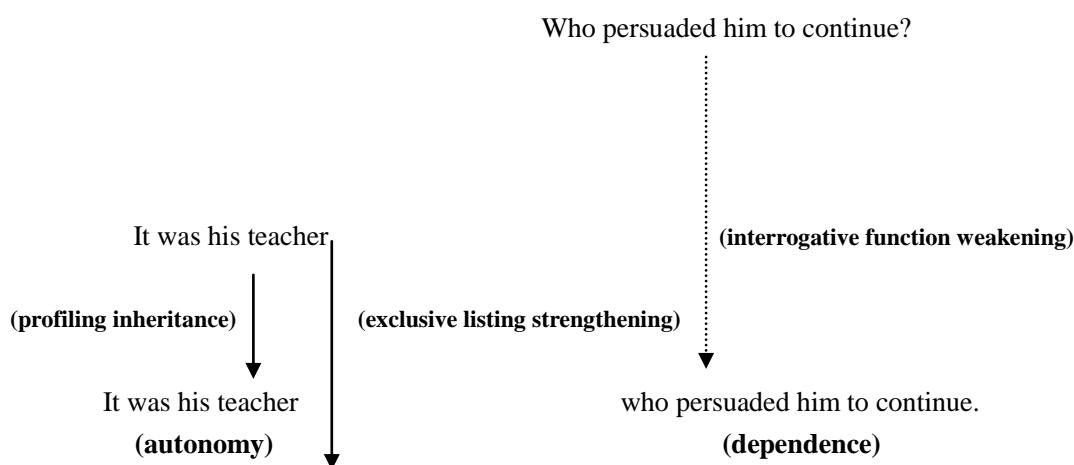 Who persuaded him to continue?
It was his teacher
(interrogative function weakening)
(profiling inheritance)
(exclusive listing strengthening)
It was his teacher
who persuaded him to continue.
(autonomy)
(dependence)